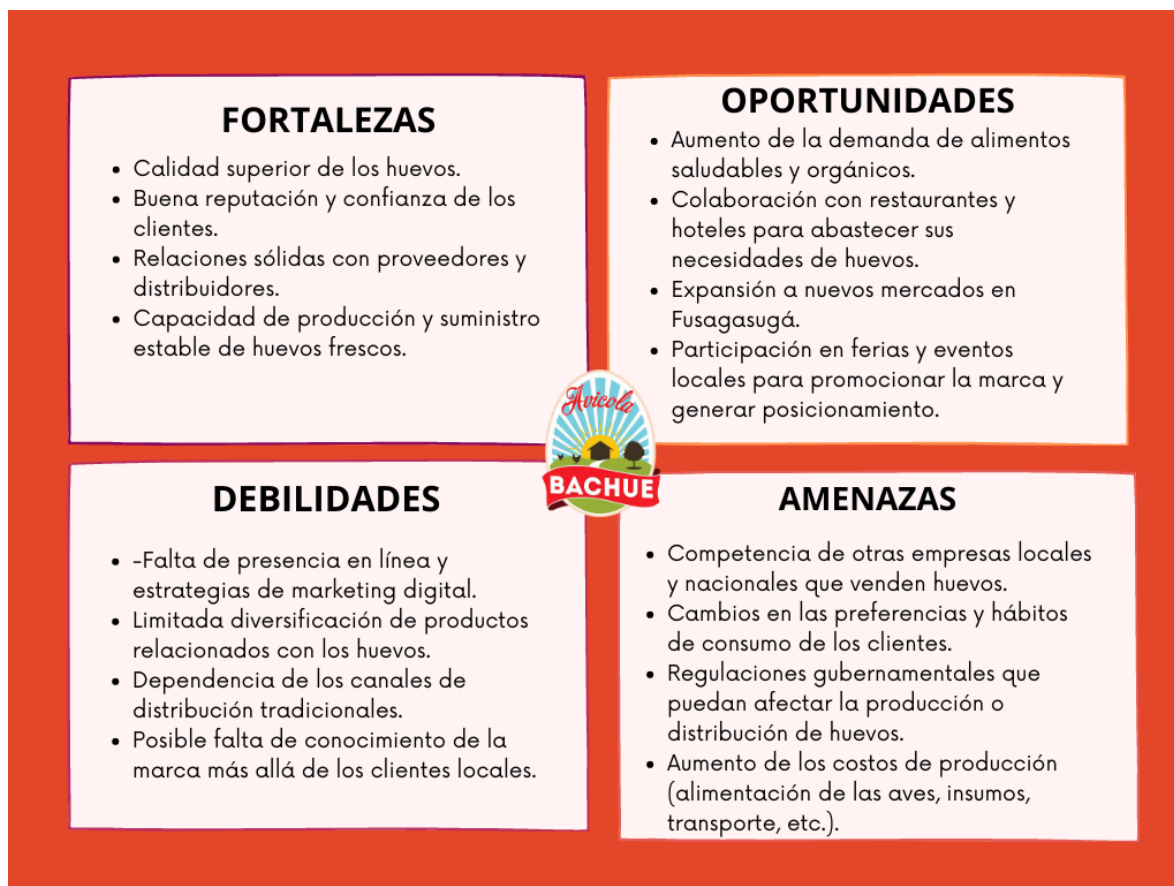 FORTALEZAS
• Calidad superior de los huevos.
• Buena reputación y confianza de los
clientes.
• Relaciones sólidas con proveedores y
distribuidores.
• Capacidad de producción y suministro
estable de huevos frescos.
OPORTUNIDADES
• Aumento de la demanda de alimentos
saludables y orgánicos.
• Colaboración con restaurantes y
hoteles para abastecer sus
necesidades de huevos.
• Expansión a nuevos mercados en
Fusagasugá.
• Participación en ferias y eventos
locales para promocionar la marca y
generar posicionamiento.
Avicola
BACHUE
DEBILIDADES
• -Falta de presencia en línea y
estrategias de marketing digital.
• Limitada diversificación de productos
relacionados con los huevos.
• Dependencia de los canales de
distribución tradicionales.
• Posible falta de conocimiento de la
marca más allá de los clientes locales.
AMENAZAS
• Competencia de otras empresas locales
y nacionales que venden huevos.
• Cambios en las preferencias y hábitos
de consumo de los clientes.
• Regulaciones gubernamentales que
puedan afectar la producción o
distribución de huevos.
• Aumento de los costos de producción
(alimentación de las aves, insumos,
transporte, etc.).